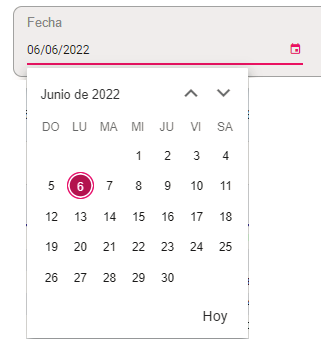 Fecha
06/06/2022
Junio de 2022
DO LU MA MI JU VI SA
1 2 3 4
5 6 7 8 9 10 11
12 13 14 15 16 17 18
19 20 21 22 23 24 25
26 27 28 29 30
Hoy